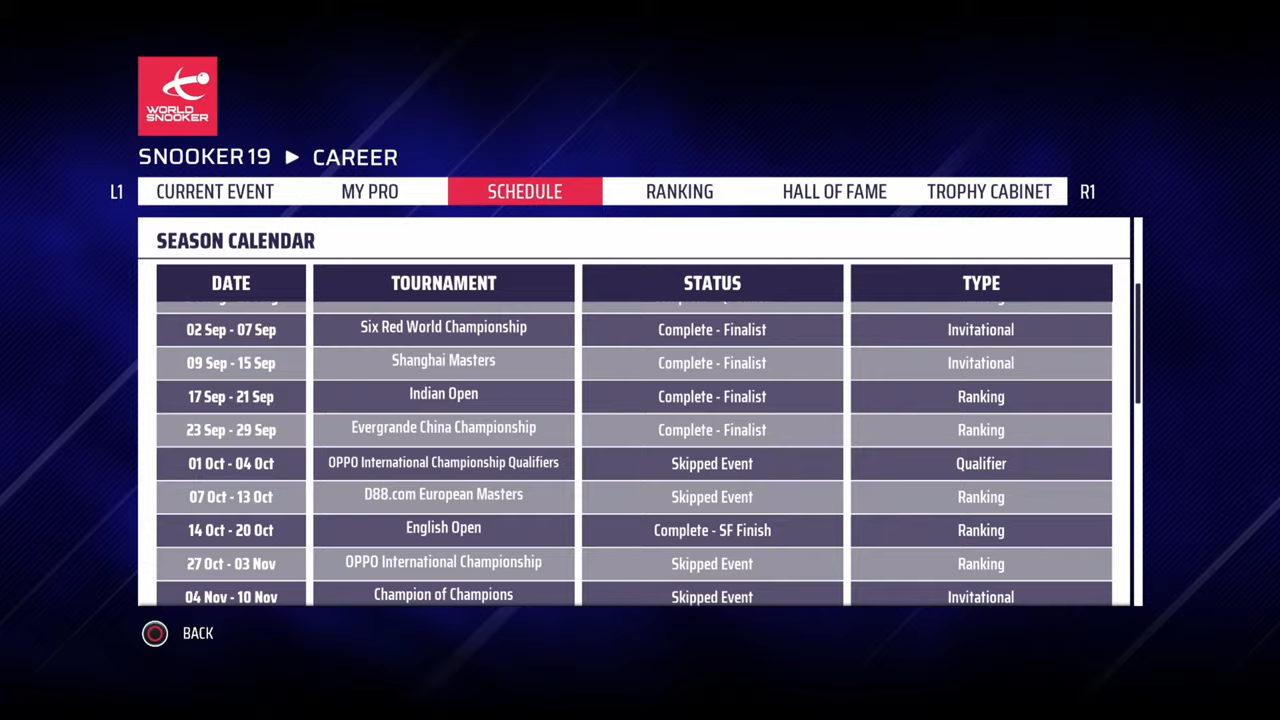 WORLD
SNOOKER
SNOOKER 19 ▶ CAREER
L1 CURRENT EVENT MY PRO SCHEDULE RANKING HALL OF FAME TROPHY CABINET R1
SEASON CALENDAR
DATE TOURNAMENT STATUS TYPE
02 Sep - 07 Sep Six Red World Championship Complete - Finalist Invitational
09 Sep - 15 Sep Shanghai Masters Complete - Finalist Invitational
17 Sep - 21 Sep Indian Open Complete - Finalist Ranking
23 Sep - 29 Sep Evergrande China Championship Complete - Finalist Ranking
01 Oct - 04 Oct OPPO International Championship Qualifiers Skipped Event Qualifier
07 Oct - 13 Oct D88.com European Masters Skipped Event Ranking
14 Oct - 20 Oct English Open Complete - SF Finish Ranking
27 Oct - 03 Nov OPPO International Championship Skipped Event Ranking
04 Nov - 10 Nov Champion of Champions Skipped Event Invitational
BACK